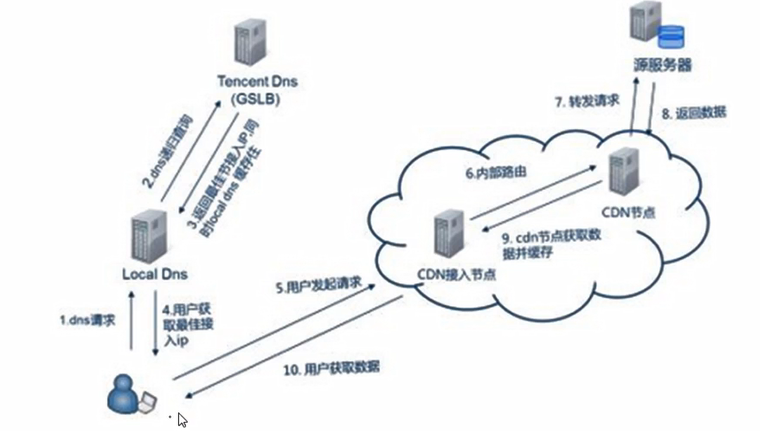 Tencent Dns
(GSLB)
源服务器
7. 转发请求
8. 返回数据
2.dns递归查询
3.返回最佳节接入IP,同
时local dns 缓存住
6.内部路由
CDN节点
9. cdn节点获取数
据并缓存
CDN接入节点
Local Dns
5.用户发起请求
1.dns请求
4.用户获
取最佳接
入ip
10. 用户获取数据